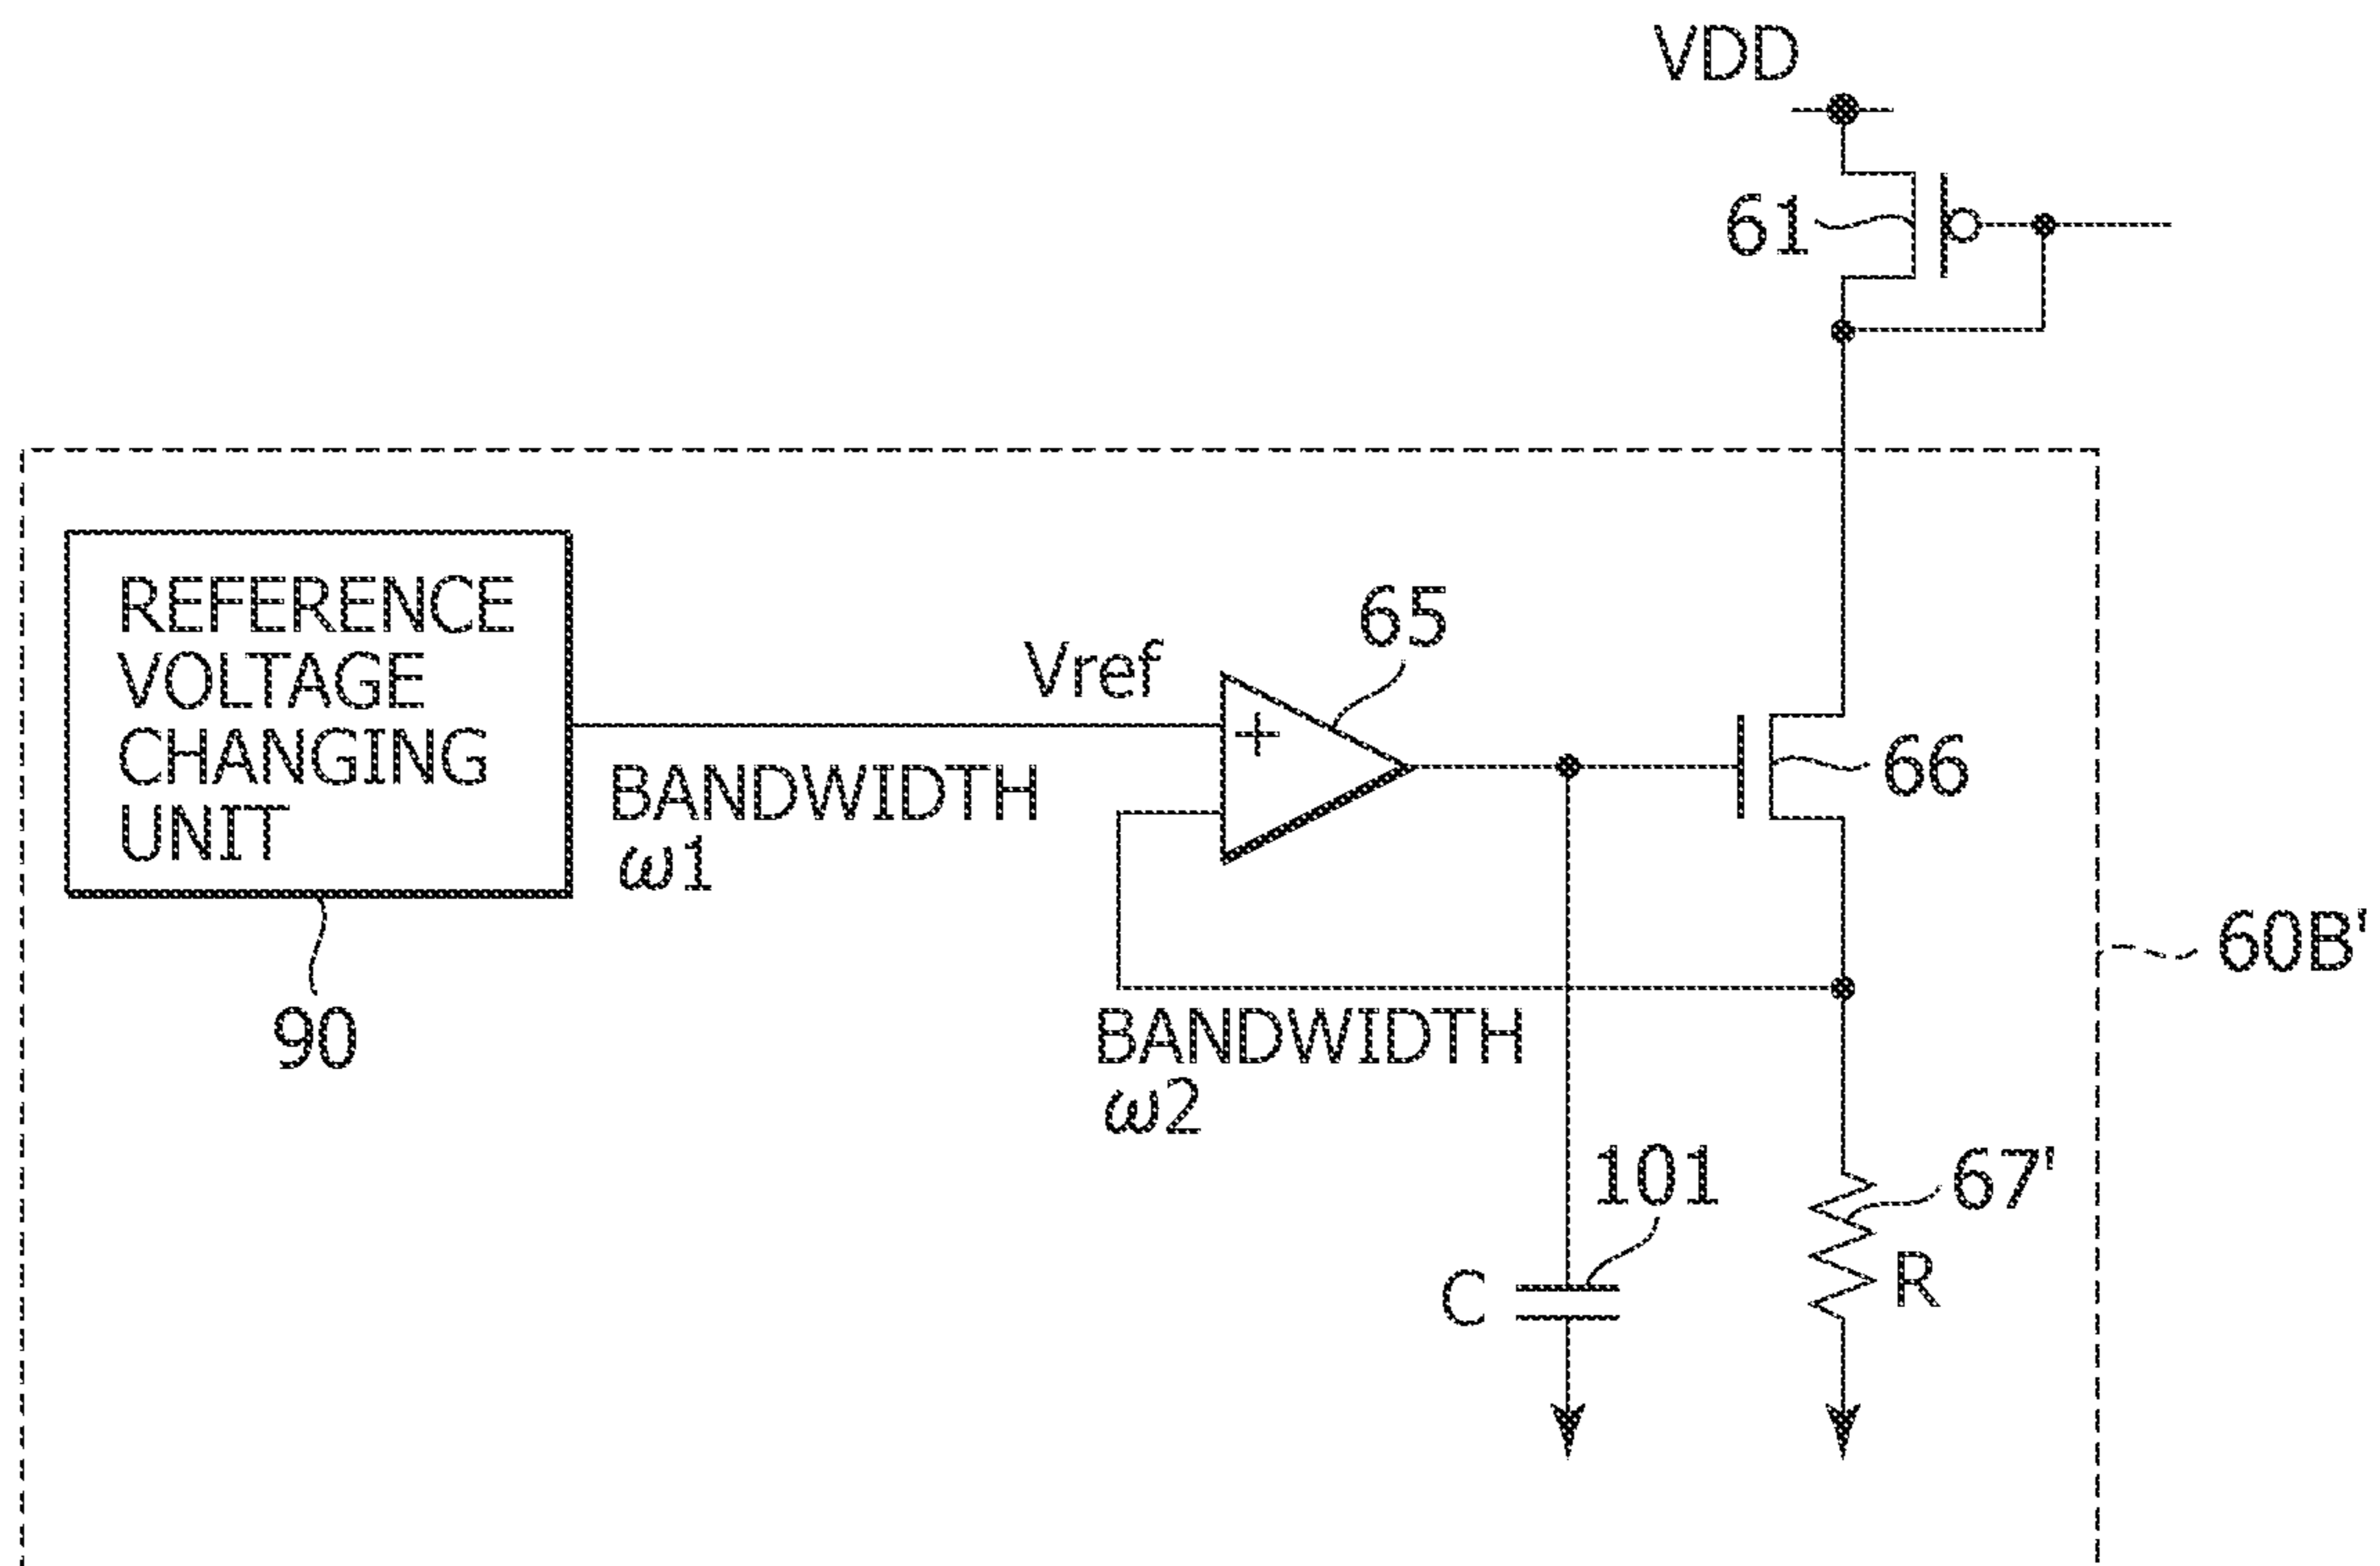 VDD
61
REFERENCE
VOLTAGE
CHANGING
UNIT
90
Vref
BANDWIDTH
ω1
+
65
66
60B'
BANDWIDTH
ω2
101
C
67'
R